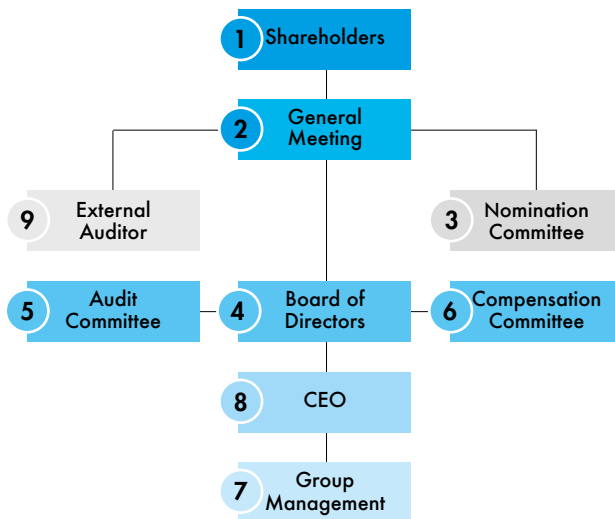 1 Shareholders
2 General
Meeting
9 External
Auditor
3 Nomination
Committee
5 Audit
Committee
4 Board of
Directors
6 Compensation
Committee
8 CEO
7 Group
Management